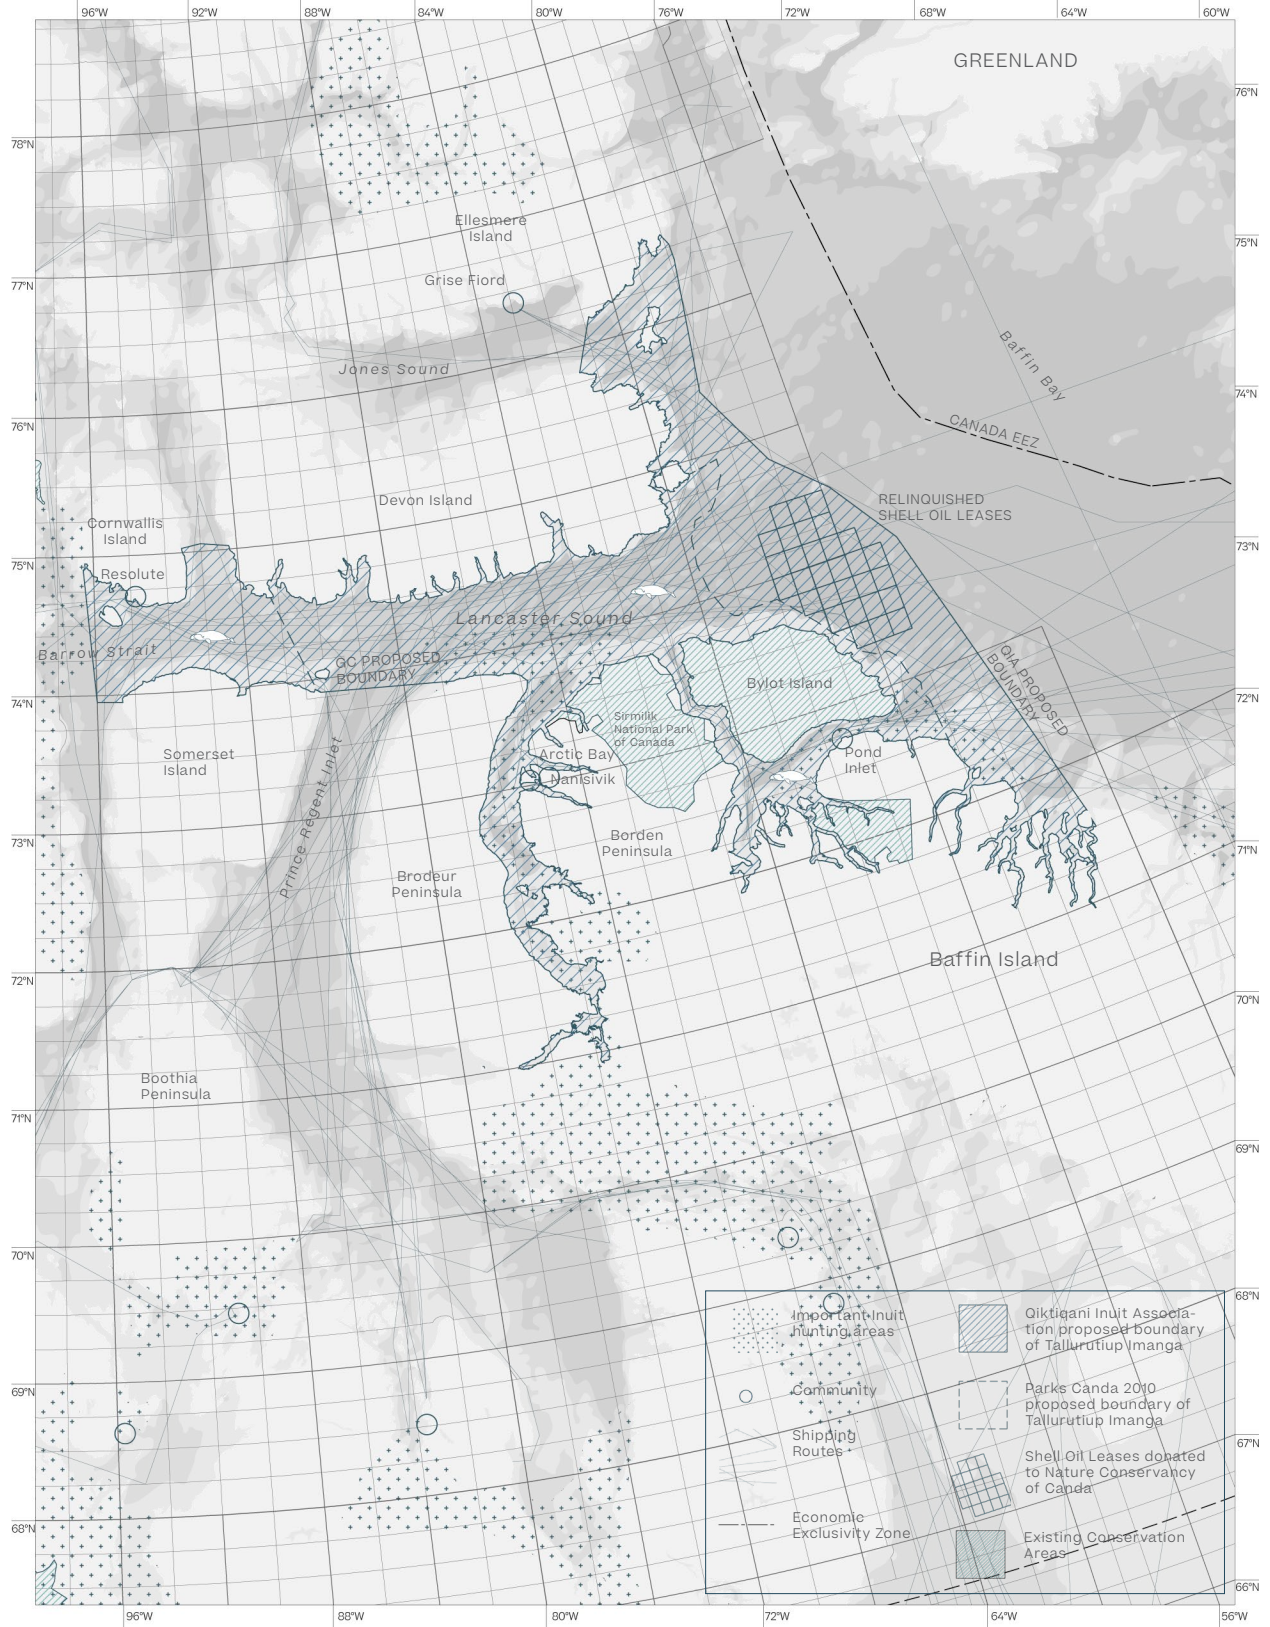 96°W
92°W
88°W
84°W
80°W
76°W
72°W
68°W
64°W
60°W
GREENLAND
76°N
78°N
Ellesmere
Island
75°N
Grise Fiord
77°N
Jones Sound
Baffin Bay
74°N
76°N
CANADA EEZ
Devon Island
RELINQUISHED
SHELL OIL LEASES
Cornwallis
Island
73°N
75°N
Resolute
Lancaster Sound
Barrow Strait
GC PROPOSED
BOUNDARY
QIA PROPOSED
BOUNDARY
Bylot Island
72°N
74°N
Sirmilik
National Park
of Canada
Somerset
Island
Arctic Bay
Nanisivik
Pond
Inlet
Prince Regent Inlet
73°N
Borden
Peninsula
71°N
Brodeur
Peninsula
Baffin Island
72°N
70°N
Boothia
Peninsula
71°N
69°N
70°N
68°N
Important Inuit
hunting areas
Community
Shipping
Routes
Economic
Exclusivity Zone
Qiktiqani Inuit Associa-
tion proposed boundary
of Tallurutiup Imanga
Parks Canda 2010
proposed boundary of
Tallurutiup Imanga
Shell Oil Leases donated
to Nature Conservancy
of Canda
Existing Conservation
Areas
69°N
67°N
68°N
66°N
96°W
88°W
80°W
72°W
64°W
56°W